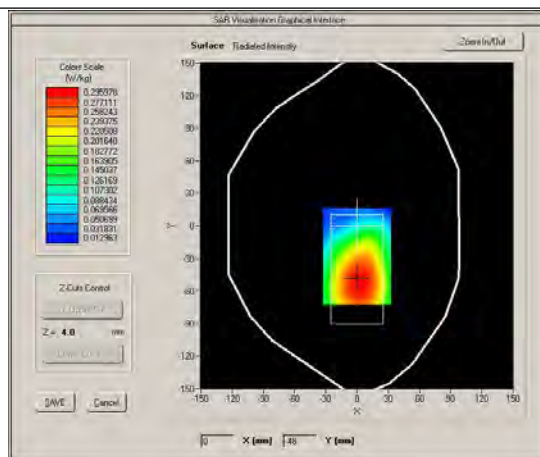 SAR Visualisation Graphical Interface
Surface Radiated Intensity
Zoom In/Out
Colors Scale
(W/kg)
0.295978
0.277111
0.258243
0.239375
0.220508
0.201640
0.182772
0.163905
0.145037
0.126169
0.107302
0.088434
0.069566
0.050699
0.031831
0.012963
150
120
90
60
30
0
-30
-60
-90
-120
-150
Y
-150 -120 -90 -60 -30 0 30 60 90 120 150
X
Z-Cuts Control
Z = 4.0 mm
SAVE Cancel
0 X (mm) -48 Y (mm)